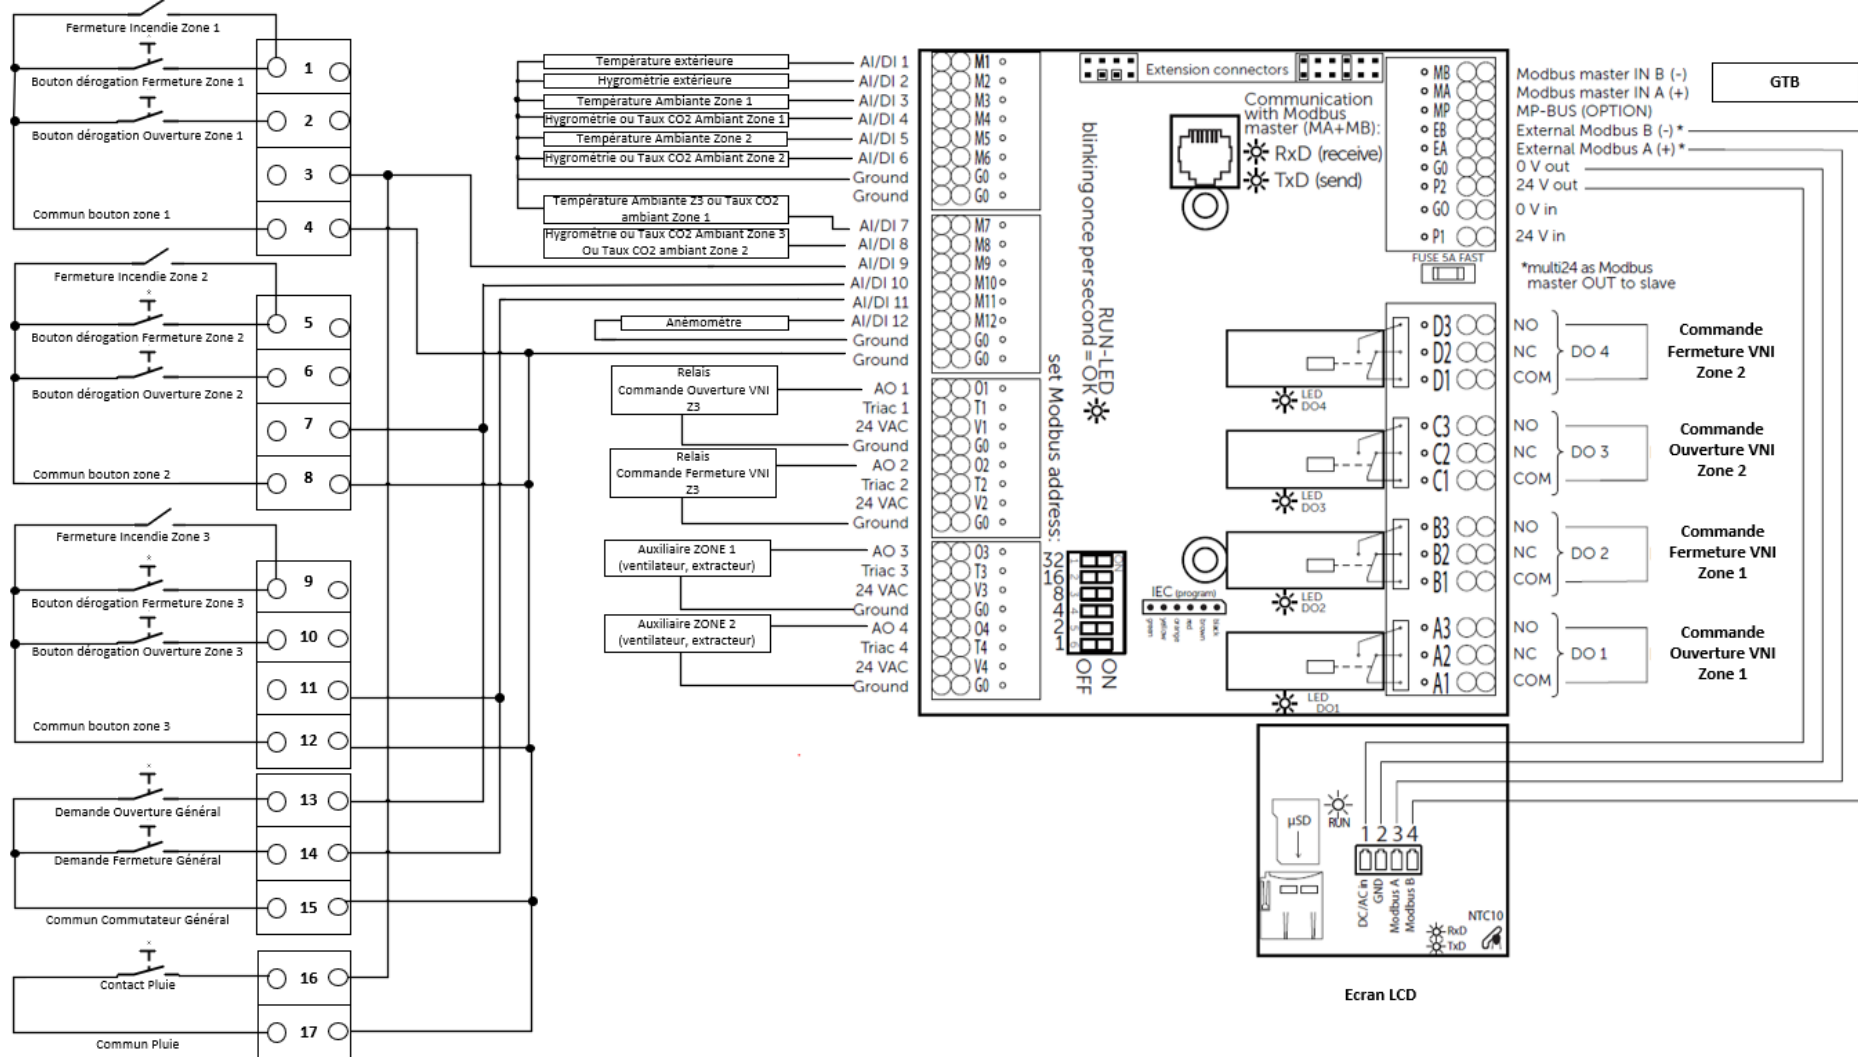 Fermeture Incendie Zone 1
Bouton dérogation Fermeture Zone 1
Bouton dérogation Ouverture Zone 1
Commun bouton zone 1
1
2
3
4
Fermeture Incendie Zone 2
Bouton dérogation Fermeture Zone 2
Bouton dérogation Ouverture Zone 2
Commun bouton zone 2
5
6
7
8
Fermeture Incendie Zone 3
Bouton dérogation Fermeture Zone 3
Bouton dérogation Ouverture Zone 3
Commun bouton zone 3
9
10
11
12
Demande Ouverture Général
Demande Fermeture Général
Commun Commutateur Général
13
14
15
Contact Pluie
Commun Pluie
16
17
Température extérieure
Hygrométrie extérieure
Température Ambiante Zone 1
Hygrométrie ou Taux CO2 Ambiant Zone 1
Température Ambiante Zone 2
Hygrométrie ou Taux CO2 Ambiant Zone 2
Température Ambiante Z3 ou Taux CO2
ambiant Zone 1
Hygrométrie ou Taux CO2 Ambiant Zone 3
Ou Taux CO2 ambiant Zone 2
Anémomètre
Relais
Commande Ouverture VNI
Z3
Relais
Commande Fermeture VNI
Z3
Auxiliaire ZONE 1
(ventilateur, extracteur)
Auxiliaire ZONE 2
(ventilateur, extracteur)
AI/DI 1 M1
AI/DI 2 M2
AI/DI 3 M3
AI/DI 4 M4
AI/DI 5 M5
AI/DI 6 M6
Ground G0
Ground G0
AI/DI 7 M7
AI/DI 8 M8
AI/DI 9 M9
AI/DI 10 M10
AI/DI 11 M11
AI/DI 12 M12
Ground G0
Ground G0
AO 1 O1
Triac 1 T1
24 VAC V1
Ground G0
AO 2 O2
Triac 2 T2
24 VAC V2
Ground G0
AO 3 O3
Triac 3 T3
24 VAC V3
Ground G0
AO 4 O4
Triac 4 T4
24 VAC V4
Ground G0
Extension connectors
Communication
with Modbus
master (MA+MB):
RxD (receive)
TxD (send)
RUN-LED
blinking once per second = OK
set Modbus address:
32
16
8
4
2
1
1
2
3
4
5
6
ON
OFF
ON
IEC (program)
green
yellow
orange
red
brown
black
MB Modbus master IN B (-)
MA Modbus master IN A (+)
MP MP-BUS (OPTION)
EB External Modbus B (-) *
EA External Modbus A (+) *
G0 0 V out
P2 24 V out
G0 0 V in
P1 24 V in
FUSE 5A FAST
*multi24 as Modbus
master OUT to slave
GTB
D3 NO
D2 NC
D1 COM
DO 4
LED
DO4
Commande
Fermeture VNI
Zone 2
C3 NO
C2 NC
C1 COM
DO 3
LED
DO3
Commande
Ouverture VNI
Zone 2
B3 NO
B2 NC
B1 COM
DO 2
LED
DO2
Commande
Fermeture VNI
Zone 1
A3 NO
A2 NC
A1 COM
DO 1
LED
DO1
Commande
Ouverture VNI
Zone 1
µSD
RUN
1 2 3 4
DC/AC in
GND
Modbus A
Modbus B
NTC10
RxD
TxD
Ecran LCD